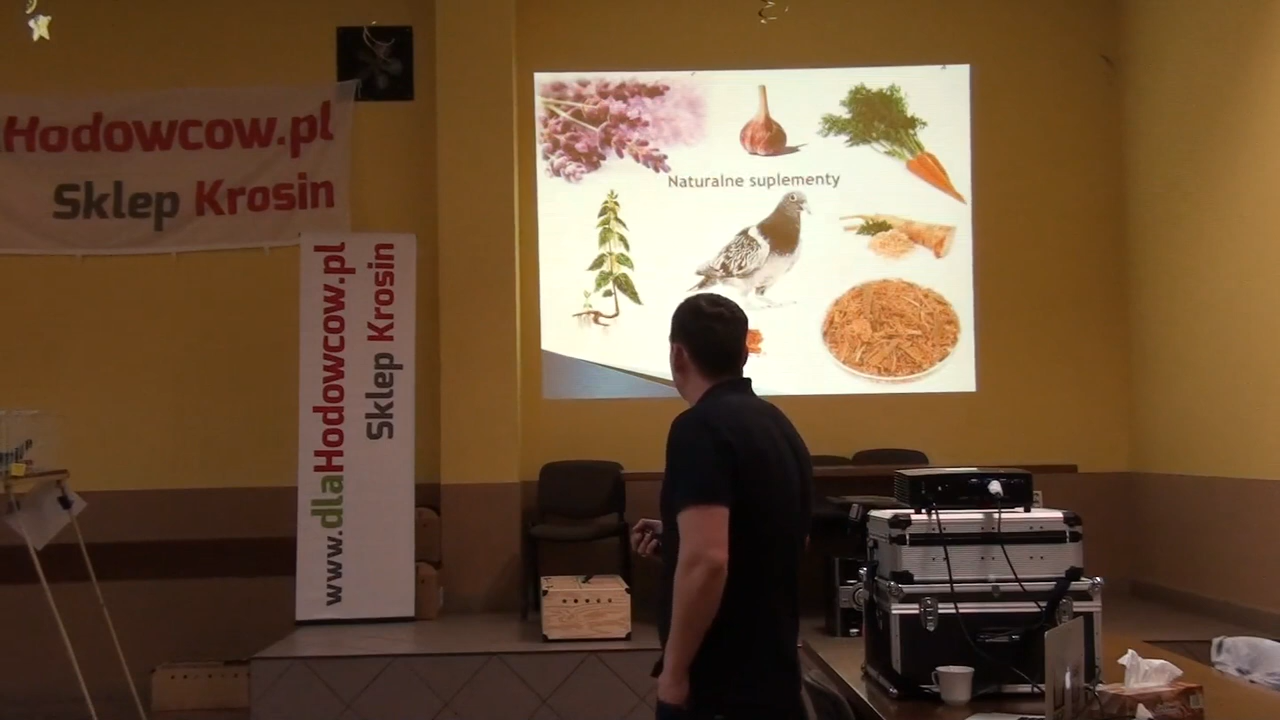 Hodowcow.pl
Sklep Krosin
www.dlaHodowcow.pl
Sklep Krosin
Naturalne suplementy